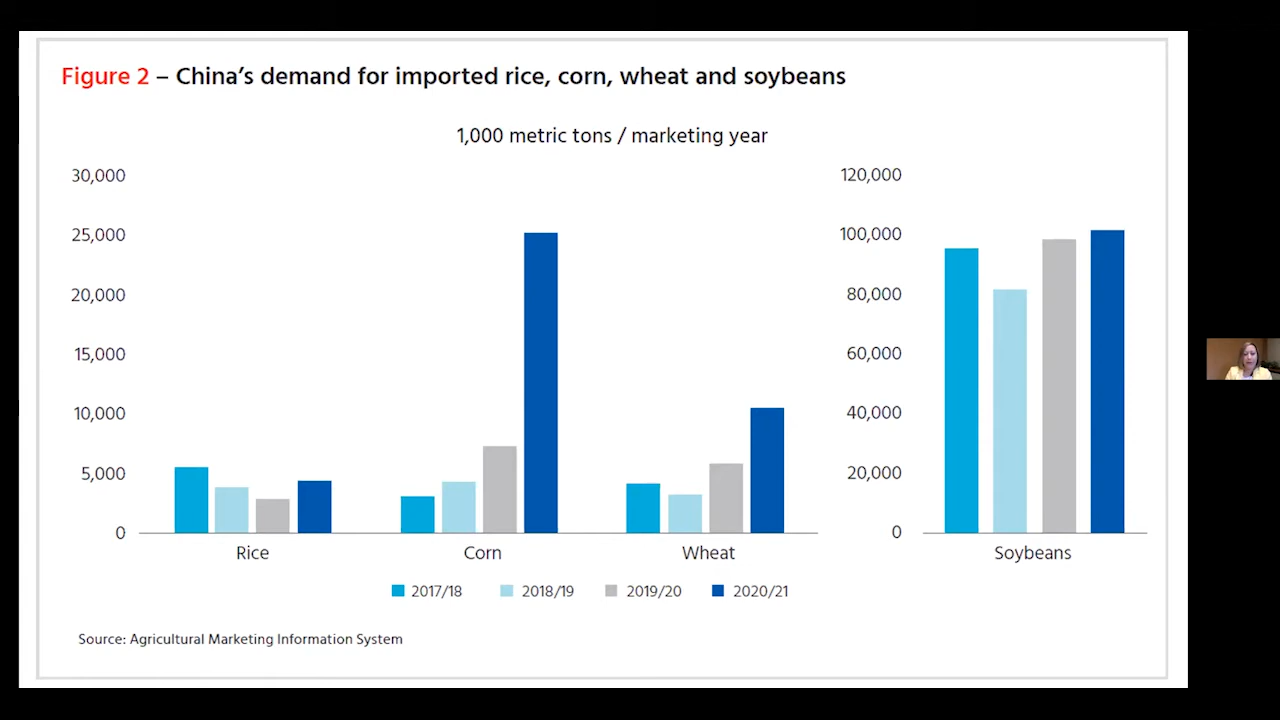 Figure 2 – China's demand for imported rice, corn, wheat and soybeans
1,000 metric tons / marketing year
30,000
25,000
20,000
15,000
10,000
5,000
0
Rice
Corn
Wheat
120,000
100,000
80,000
60,000
40,000
20,000
0
Soybeans
2017/18
2018/19
2019/20
2020/21
Source: Agricultural Marketing Information System